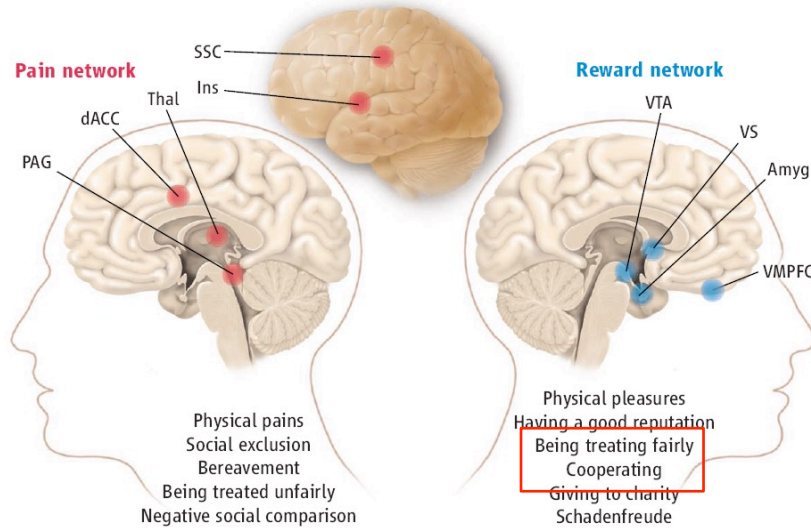 SSC
Ins
Pain network
Thal
dACC
PAG
Reward network
VTA
VS
Amyg
VMPFC
Physical pains
Social exclusion
Bereavement
Being treated unfairly
Negative social comparison
Physical pleasures
Having a good reputation
Being treating fairly
Cooperating
Giving to charity
Schadenfreude